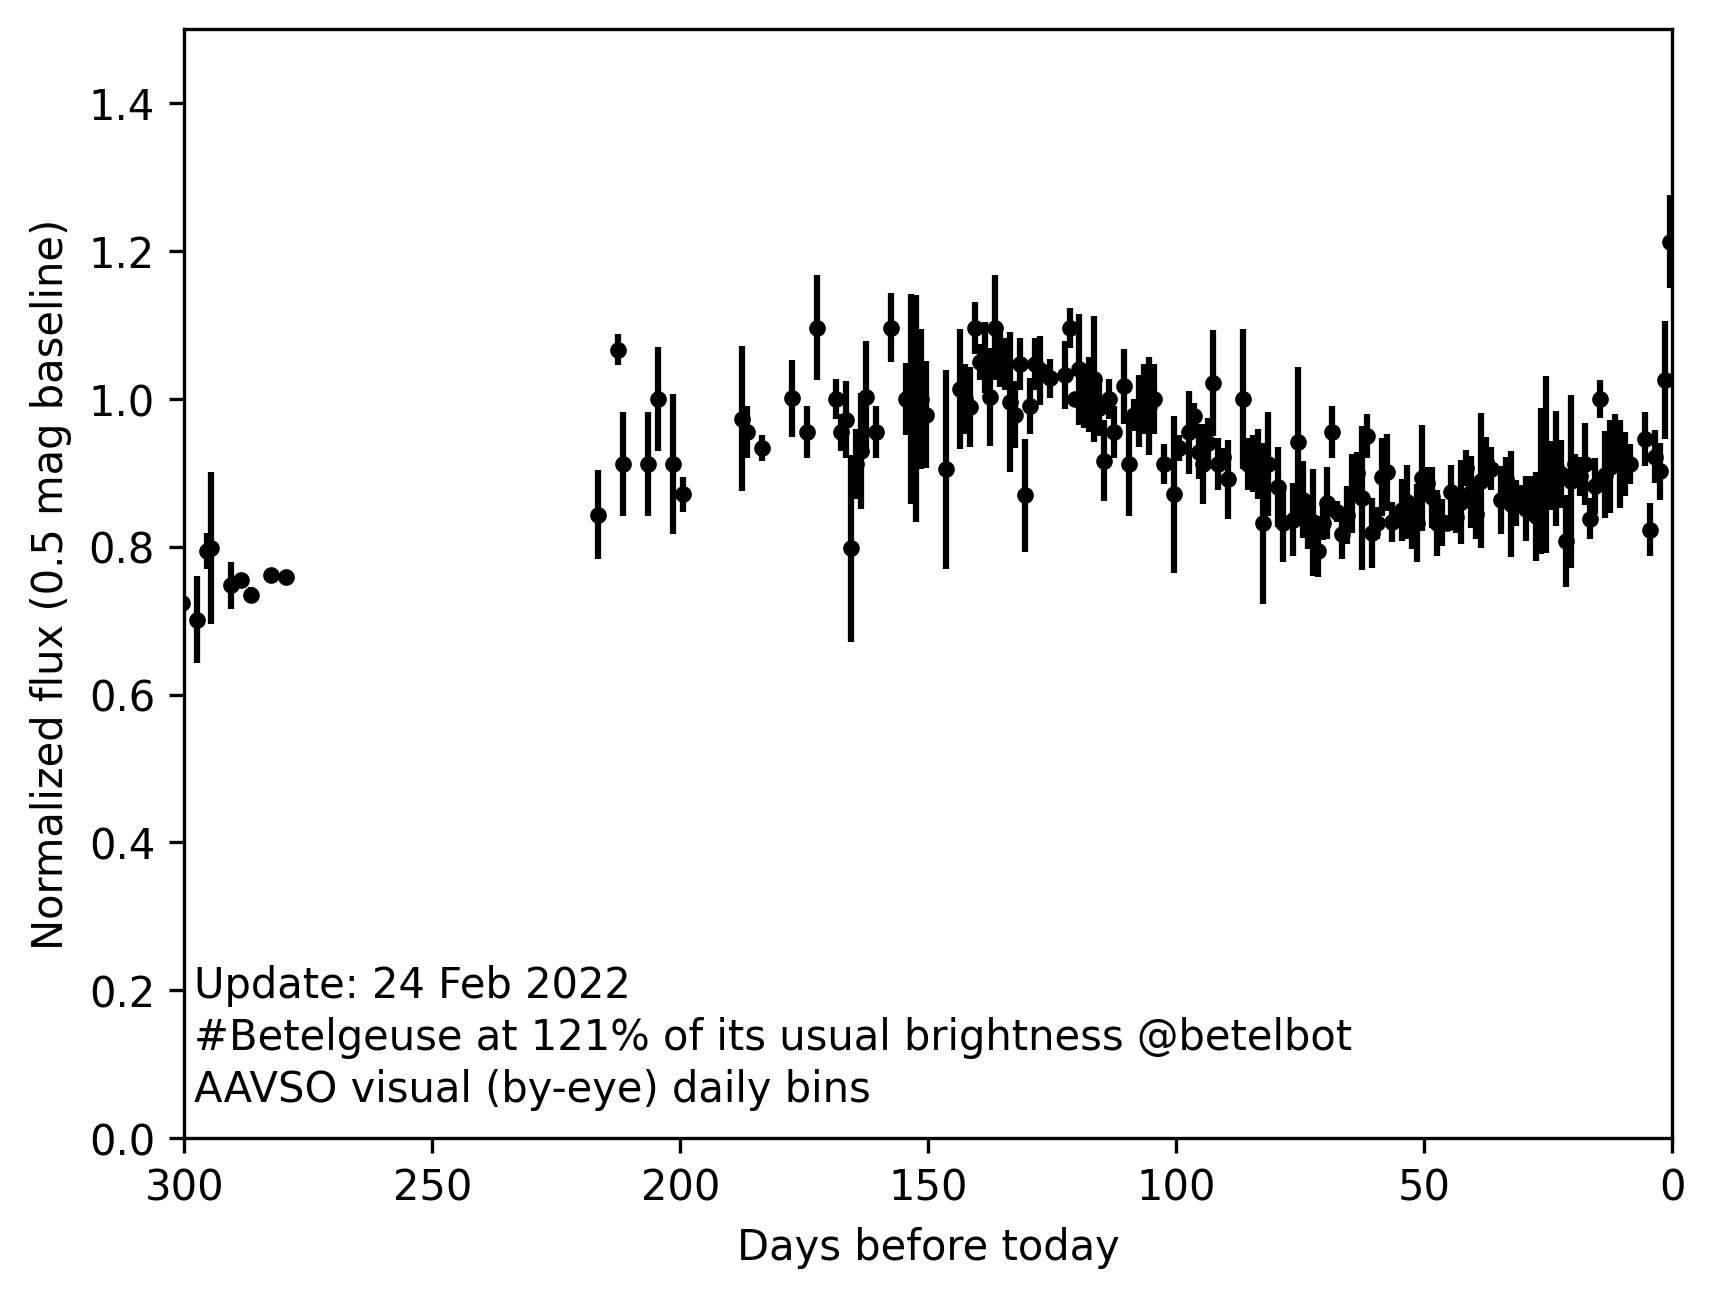 1.4
1.2
1.0
0.8
0.6
0.4
0.2
0.0
Normalized flux (0.5 mag baseline)
Update: 24 Feb 2022
#Betelgeuse at 121% of its usual brightness @betelbot
AAVSO visual (by-eye) daily bins
300 250 200 150 100 50 0
Days before today